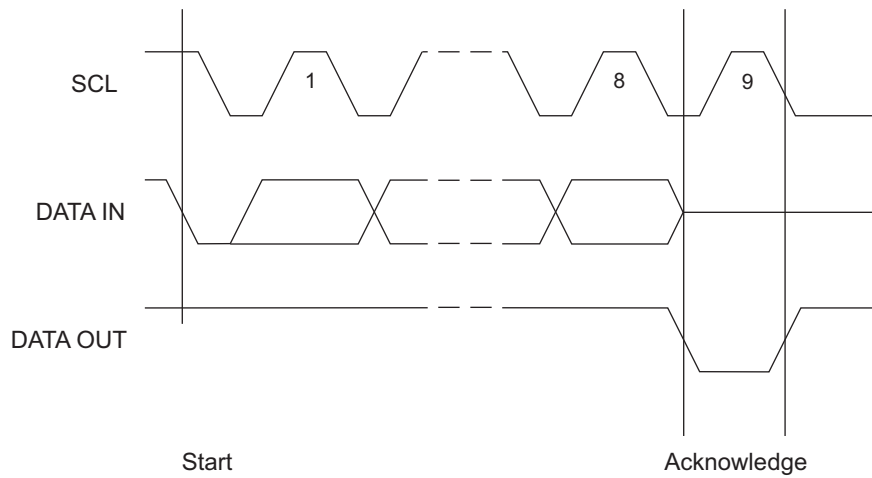 SCL
1
8
9
DATA IN
DATA OUT
Start
Acknowledge